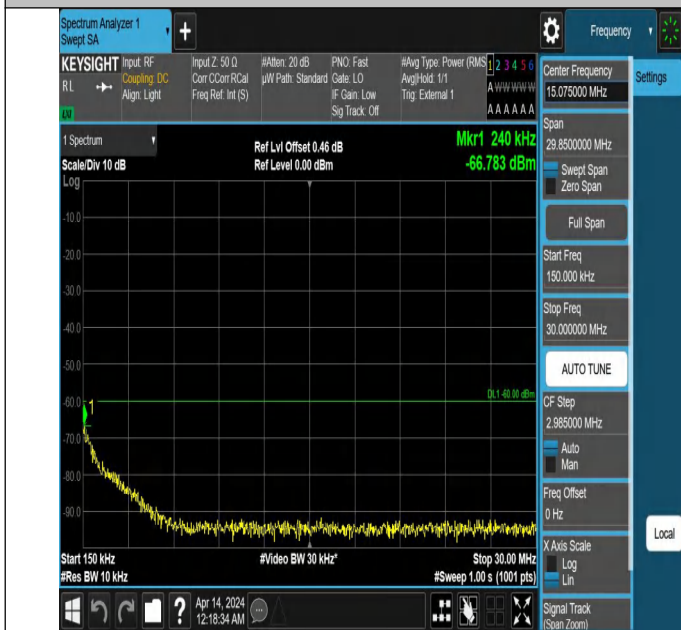 Spectrum Analyzer 1
Swept SA
+
Frequency
KEYSIGHT
RL
Input: RF
Coupling: DC
Align: Light
Input Z: 50 Ω
Corr CCorr RCal
Freq Ref: Int (S)
#Atten: 20 dB
µW Path: Standard
PNO: Fast
Gate: LO
IF Gain: Low
Sig Track: Off
#Avg Type: Power (RMS
Avg|Hold: 1/1
Trig: External 1
1 2 3 4 5 6
A W W W W W
A A A A A A
1 Spectrum
Scale/Div 10 dB
Log
Ref Lvl Offset 0.46 dB
Ref Level 0.00 dBm
Mkr1 240 kHz
-66.783 dBm
-10.0
-20.0
-30.0
-40.0
-50.0
-60.0
-70.0
-80.0
-90.0
1
DL1 -60.00 dBm
Start 150 kHz
#Res BW 10 kHz
#Video BW 30 kHz*
Stop 30.00 MHz
#Sweep 1.00 s (1001 pts)
?
Apr 14, 2024
12:18:34 AM
Center Frequency
15.075000 MHz
Settings
Span
29.8500000 MHz
Swept Span
Zero Span
Full Span
Start Freq
150.000 kHz
Stop Freq
30.000000 MHz
AUTO TUNE
CF Step
2.985000 MHz
Auto
Man
Freq Offset
0 Hz
X Axis Scale
Log
Lin
Local
Signal Track
(Span Zoom)